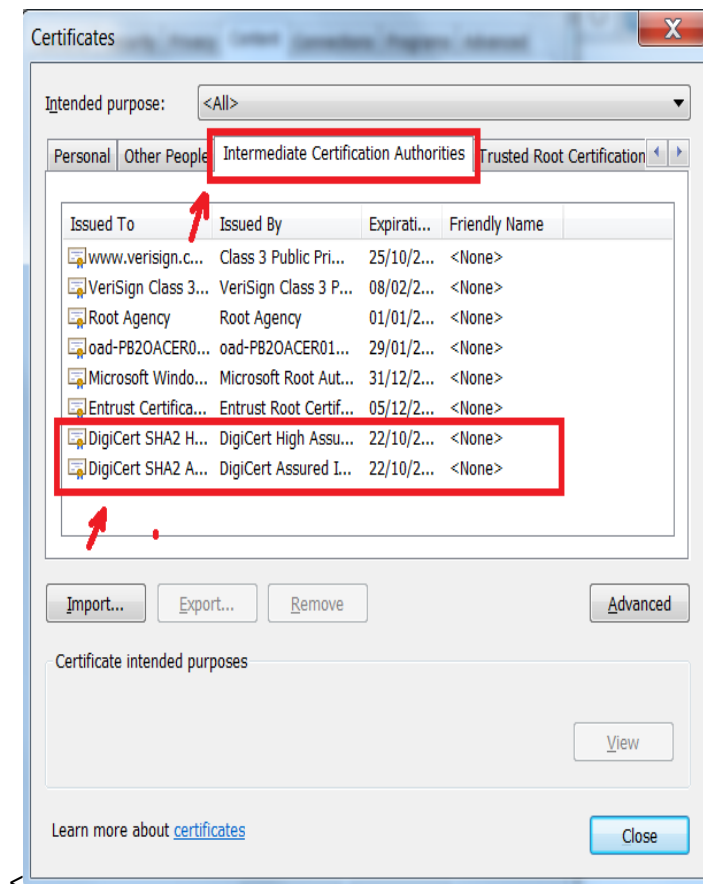 Certificates
Intended purpose: <All>
Personal Other People Intermediate Certification Authorities Trusted Root Certification
Issued To Issued By Expirati... Friendly Name
www.verisign.c... Class 3 Public Pri... 25/10/2... <None>
VeriSign Class 3... VeriSign Class 3 P... 08/02/2... <None>
Root Agency Root Agency 01/01/2... <None>
oad-PB2OACER0... oad-PB2OACER01... 29/01/2... <None>
Microsoft Windo... Microsoft Root Aut... 31/12/2... <None>
Entrust Certifica... Entrust Root Certif... 05/12/2... <None>
DigiCert SHA2 H... DigiCert High Assu... 22/10/2... <None>
DigiCert SHA2 A... DigiCert Assured I... 22/10/2... <None>
Import... Export... Remove Advanced
Certificate intended purposes
View
Learn more about certificates
Close
<